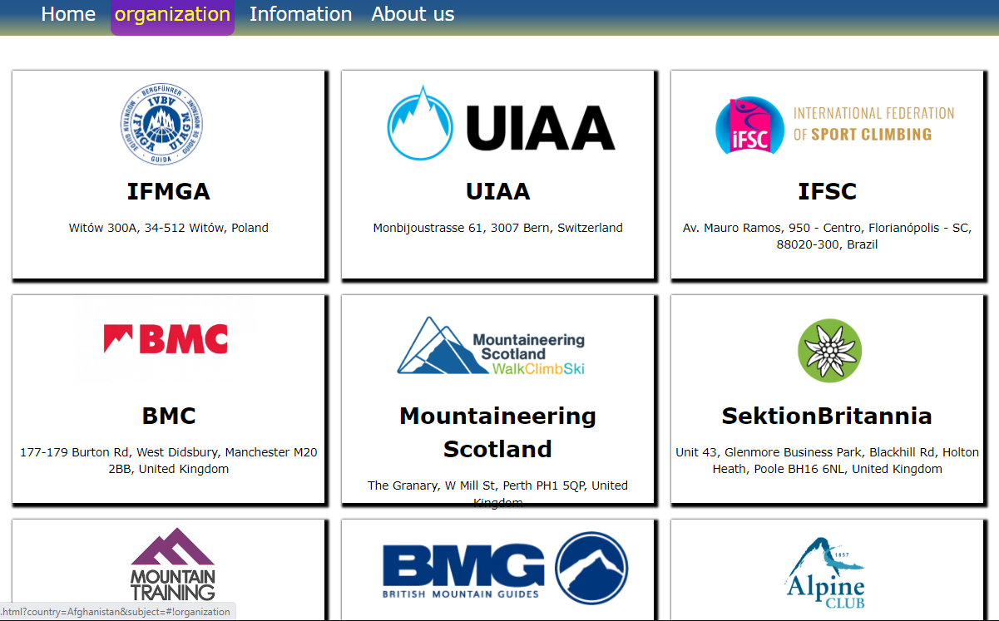 Home organization Infomation About us
BERGFÜHRER
IVBV
IFMGA UIAGM
MOUNTAIN GUIDE GUIDE DE MONTAGNE
GUIDA
IFMGA
Witów 300A, 34-512 Witów, Poland
UIAA
UIAA
Monbijoustrasse 61, 3007 Bern, Switzerland
iFSC
INTERNATIONAL FEDERATION
OF SPORT CLIMBING
IFSC
Av. Mauro Ramos, 950 - Centro, Florianópolis - SC,
88020-300, Brazil
BMC
BMC
177-179 Burton Rd, West Didsbury, Manchester M20
2BB, United Kingdom
Mountaineering
Scotland
WalkClimbSki
Mountaineering
Scotland
The Granary, W Mill St, Perth PH1 5QP, United
Kingdom
SektionBritannia
Unit 43, Glenmore Business Park, Blackhill Rd, Holton
Heath, Poole BH16 6NL, United Kingdom
MOUNTAIN
TRAINING
BMG
BRITISH MOUNTAIN GUIDES
1857
Alpine
CLUB
.html?country=Afghanistan&subject=#!organization